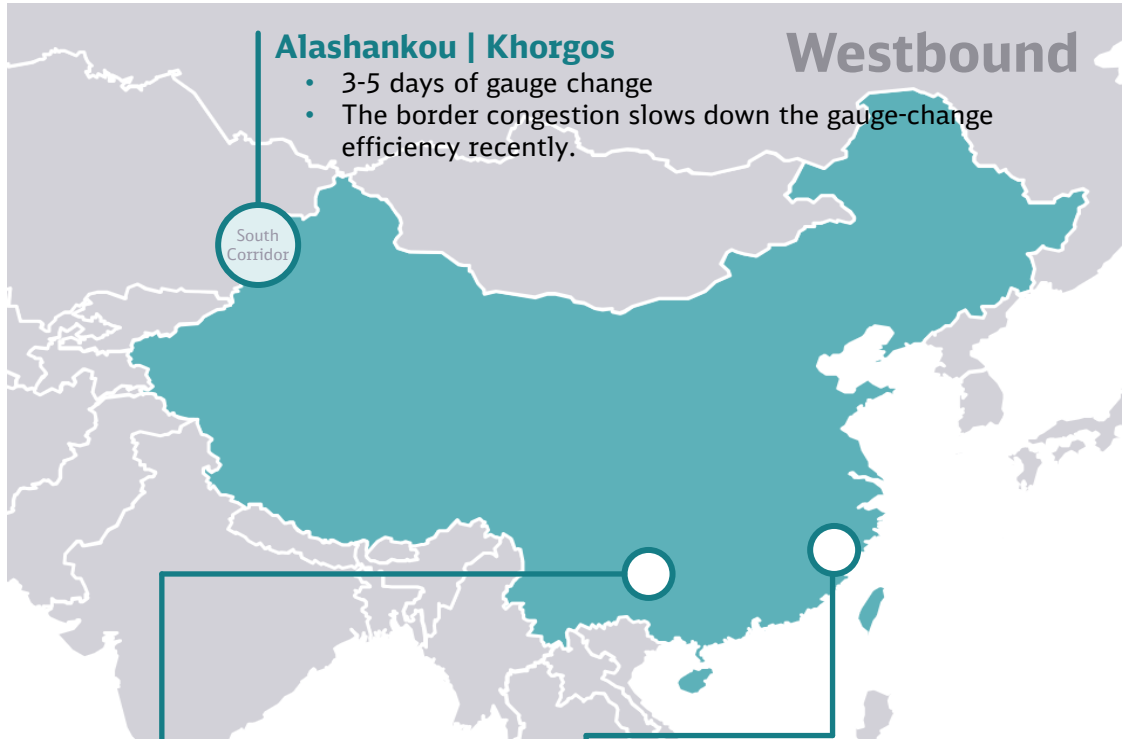 Westbound
Alashankou | Khorgos
• 3-5 days of gauge change
• The border congestion slows down the gauge-change
efficiency recently.
South
Corridor